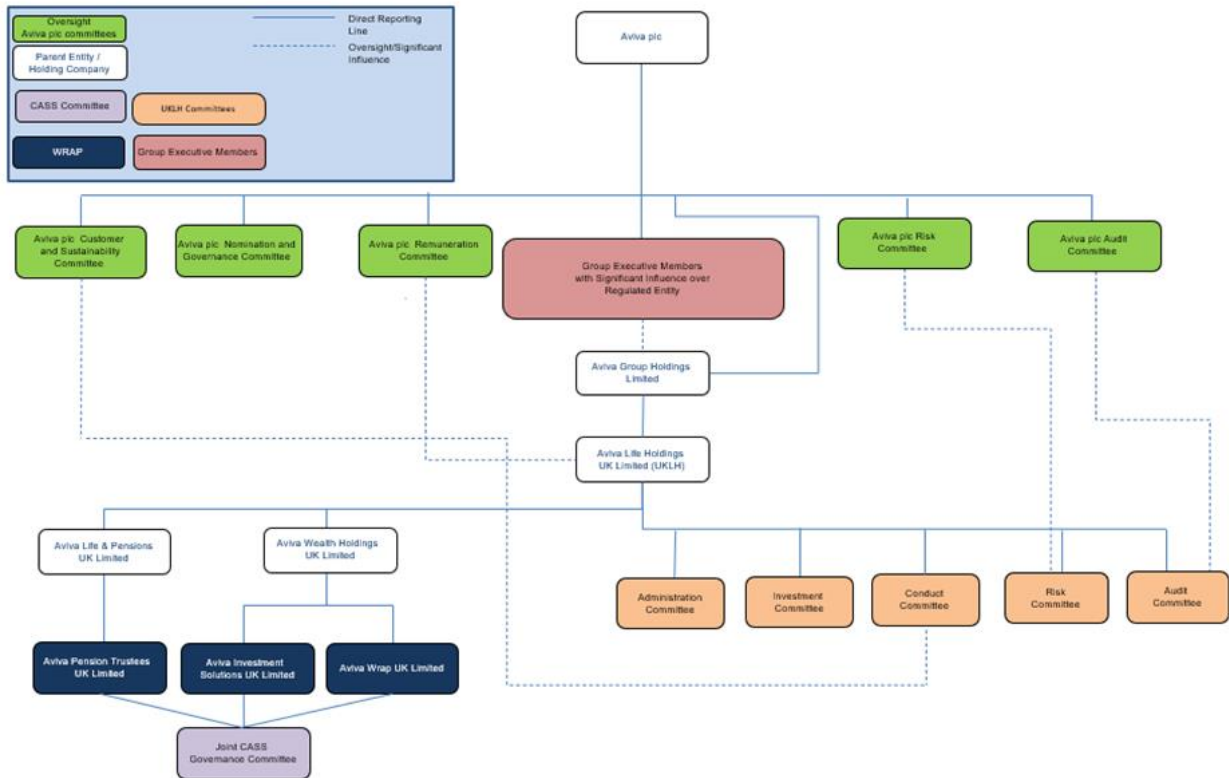 Oversight
Aviva plc committees
Parent Entity /
Holding Company
CASS Committee
UKLH Committees
WRAP
Group Executive Members
Direct Reporting
Line
Oversight/Significant
Influence
Aviva plc
Aviva plc Customer
and Sustainability
Committee
Aviva plc Nomination and
Governance Committee
Aviva plc Remuneration
Committee
Group Executive Members
with Significant Influence over
Regulated Entity
Aviva plc Risk
Committee
Aviva plc Audit
Committee
Aviva Group Holdings
Limited
Aviva Life Holdings
UK Limited (UKLH)
Aviva Life & Pensions
UK Limited
Aviva Wealth Holdings
UK Limited
Administration
Committee
Investment
Committee
Conduct
Committee
Risk
Committee
Audit
Committee
Aviva Pension Trustees
UK Limited
Aviva Investment
Solutions UK Limited
Aviva Wrap UK Limited
Joint CASS
Governance Committee